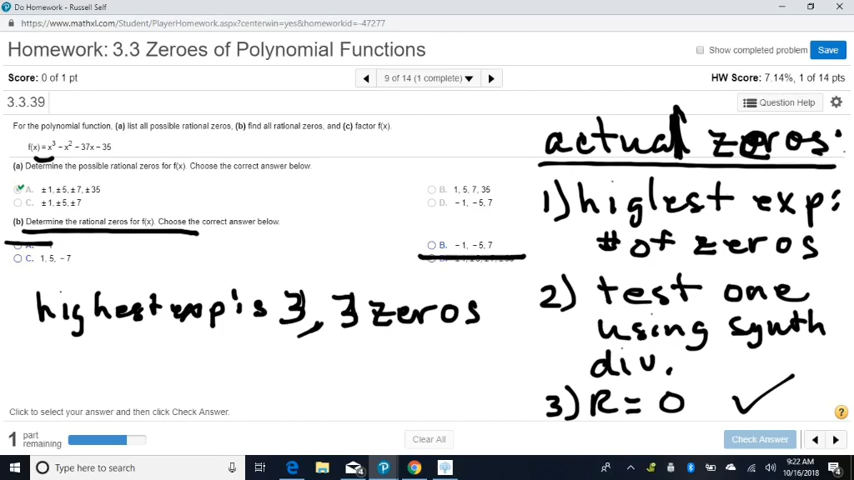 Do Homework - Russell Self
https://www.mathxl.com/Student/PlayerHomework.aspx?centerwin=yes&homeworkid=-47277
Homework: 3.3 Zeroes of Polynomial Functions
Show completed problem
Save
Score: 0 of 1 pt
9 of 14 (1 complete)
HW Score: 7.14%, 1 of 14 pts
3.3.39
Question Help
For the polynomial function, (a) list all possible rational zeros, (b) find all rational zeros, and (c) factor f(x).
f(x) = x³ − x² − 37x − 35
(a) Determine the possible rational zeros for f(x). Choose the correct answer below.
A. ± 1, ± 5, ± 7, ± 35
B. 1, 5, 7, 35
C. ± 1, ± 5, ± 7
D. − 1, − 5, 7
(b) Determine the rational zeros for f(x). Choose the correct answer below.
B. − 1, − 5, 7
C. 1, 5, − 7
actual zeros:
1) highest exp:
# of zeros
2) test one
using synth
div.
3) R = 0 ✓
highest exp is 3, 3 zeros
Click to select your answer and then click Check Answer.
1 part
remaining
Clear All
Check Answer
Type here to search
9:22 AM
10/16/2018